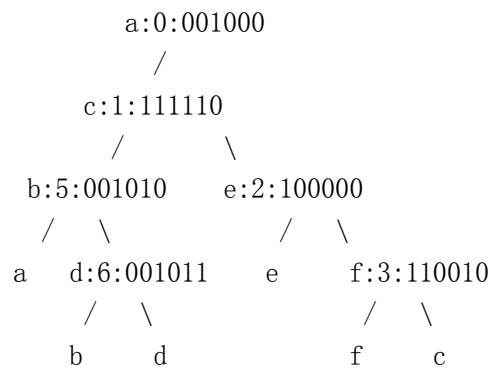 a:0:001000
/
c:1:111110
/ \
b:5:001010 e:2:100000
/ \ / \
a d:6:001011 e f:3:110010
/ \ / \
b d f c